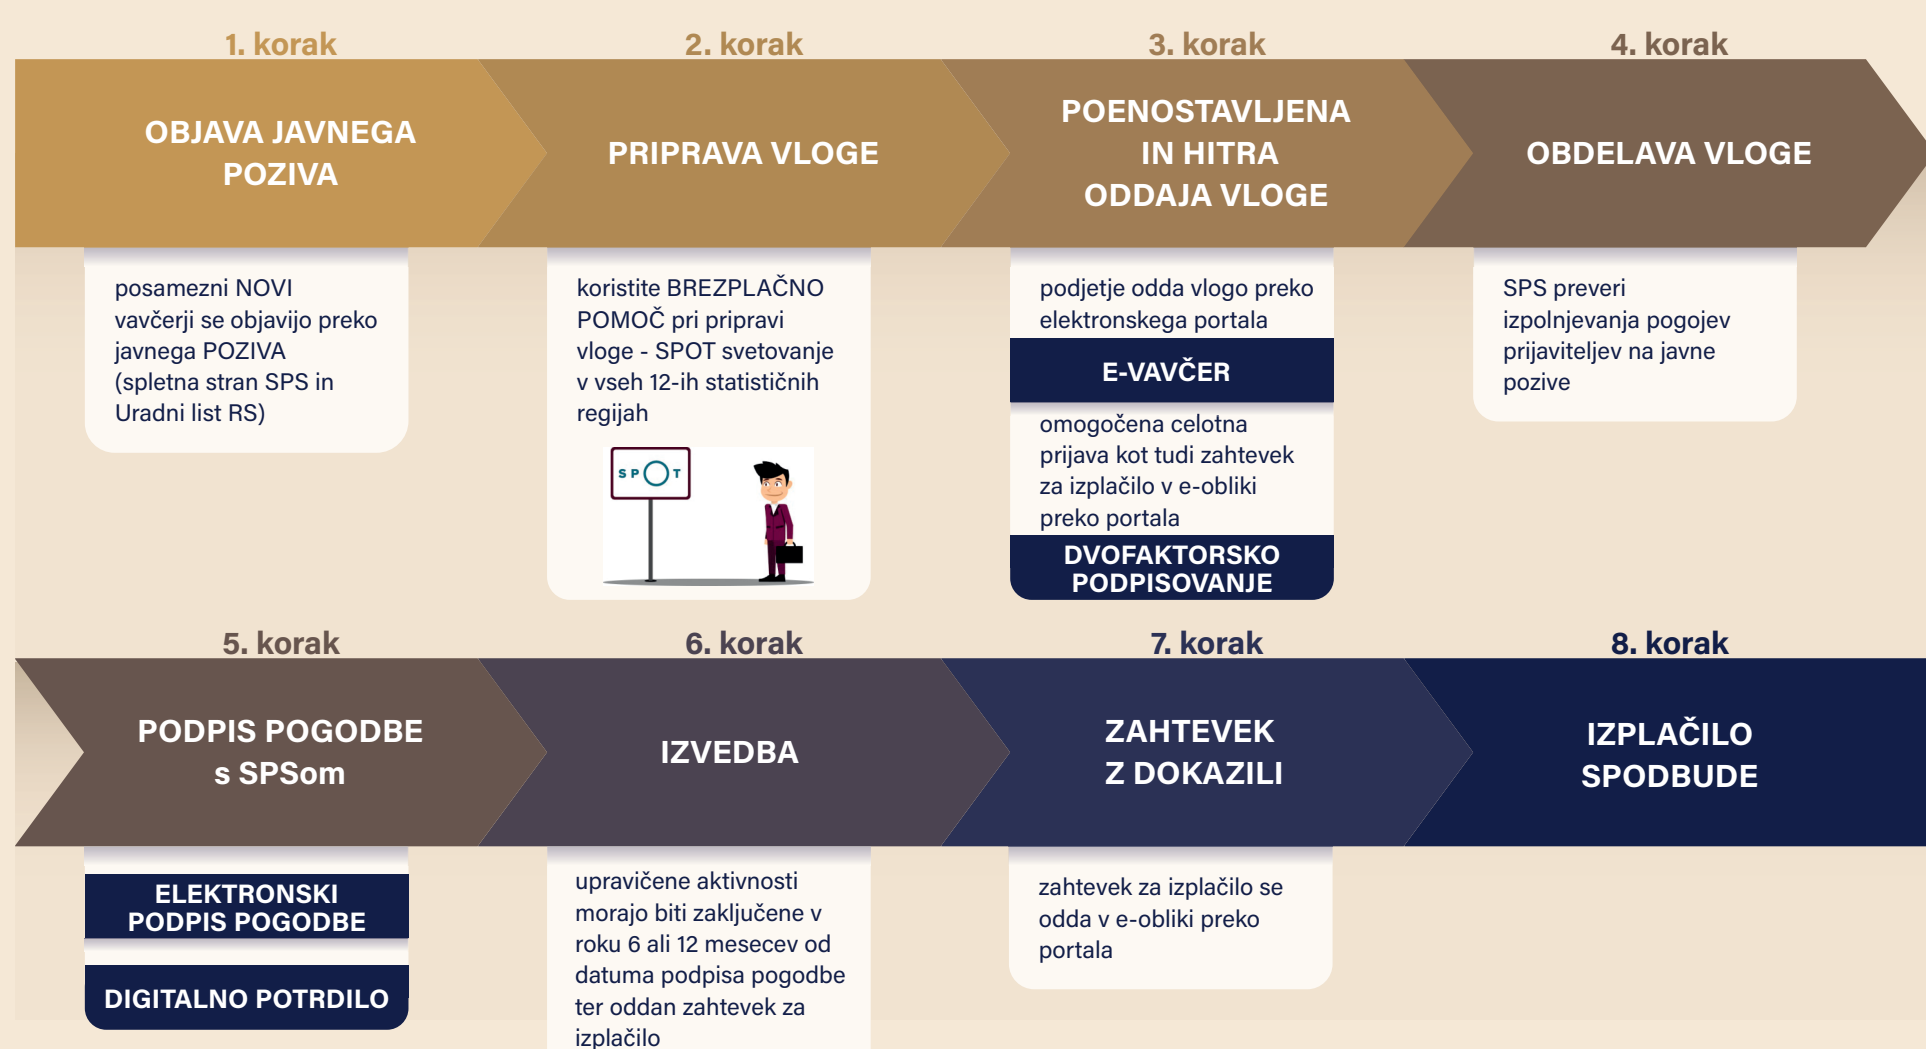 1. korak
OBJAVA JAVNEGA
POZIVA
posamezni NOVI
vavčerji se objavijo preko
javnega POZIVA
(spletna stran SPS in
Uradni list RS)
2. korak
PRIPRAVA VLOGE
koristite BREZPLAČNO
POMOČ pri pripravi
vloge - SPOT svetovanje
v vseh 12-ih statističnih
regijah
SPOT
3. korak
POENOSTAVLJENA
IN HITRA
ODDAJA VLOGE
podjetje odda vlogo preko
elektronskega portala
E-VAVČER
omogočena celotna
prijava kot tudi zahtevek
za izplačilo v e-obliki
preko portala
DVOFAKTORSKO
PODPISOVANJE
4. korak
OBDELAVA VLOGE
SPS preveri
izpolnjevanja pogojev
prijaviteljev na javne
pozive
5. korak
PODPIS POGODBE
s SPSom
ELEKTRONSKI
PODPIS POGODBE
DIGITALNO POTRDILO
6. korak
IZVEDBA
upravičene aktivnosti
morajo biti zaključene v
roku 6 ali 12 mesecev od
datuma podpisa pogodbe
ter oddan zahtevek za
izplačilo
7. korak
ZAHTEVEK
Z DOKAZILI
zahtevek za izplačilo se
odda v e-obliki preko
portala
8. korak
IZPLAČILO
SPODBUDE